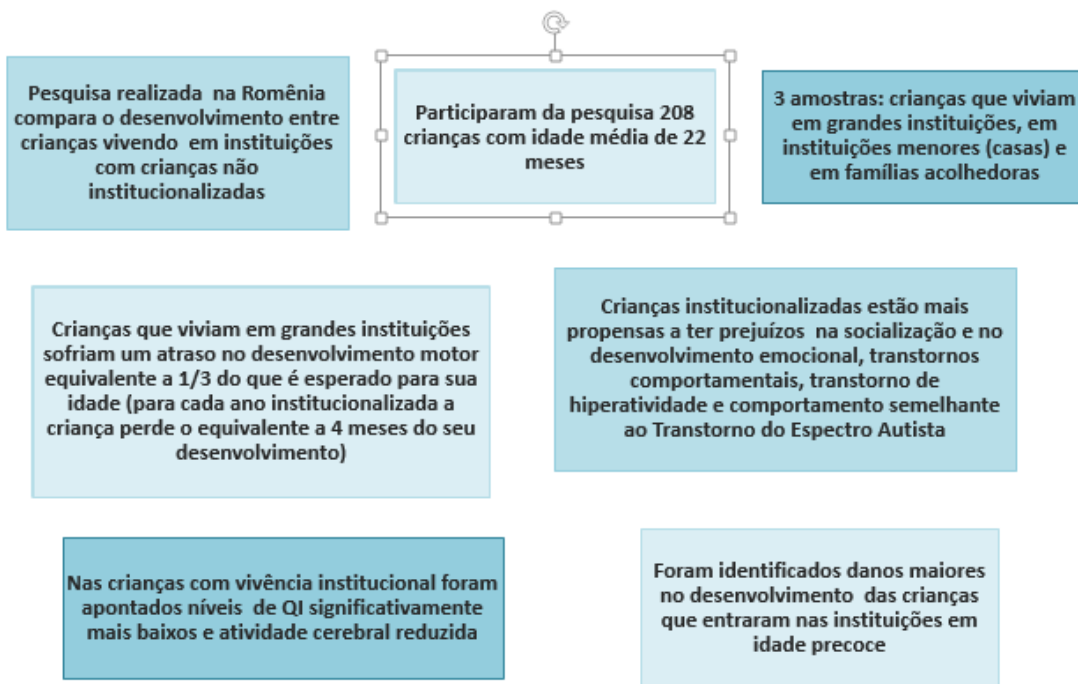 Pesquisa realizada na Romênia
compara o desenvolvimento entre
crianças vivendo em instituições
com crianças não
institucionalizadas
Participaram da pesquisa 208
crianças com idade média de 22
meses
3 amostras: crianças que viviam
em grandes instituições, em
instituições menores (casas) e
em famílias acolhedoras
Crianças que viviam em grandes instituições
sofriam um atraso no desenvolvimento motor
equivalente a 1/3 do que é esperado para sua
idade (para cada ano institucionalizada a
criança perde o equivalente a 4 meses do seu
desenvolvimento)
Crianças institucionalizadas estão mais
propensas a ter prejuízos na socialização e no
desenvolvimento emocional, transtornos
comportamentais, transtorno de
hiperatividade e comportamento semelhante
ao Transtorno do Espectro Autista
Nas crianças com vivência institucional foram
apontados níveis de QI significativamente
mais baixos e atividade cerebral reduzida
Foram identificados danos maiores
no desenvolvimento das crianças
que entraram nas instituições em
idade precoce